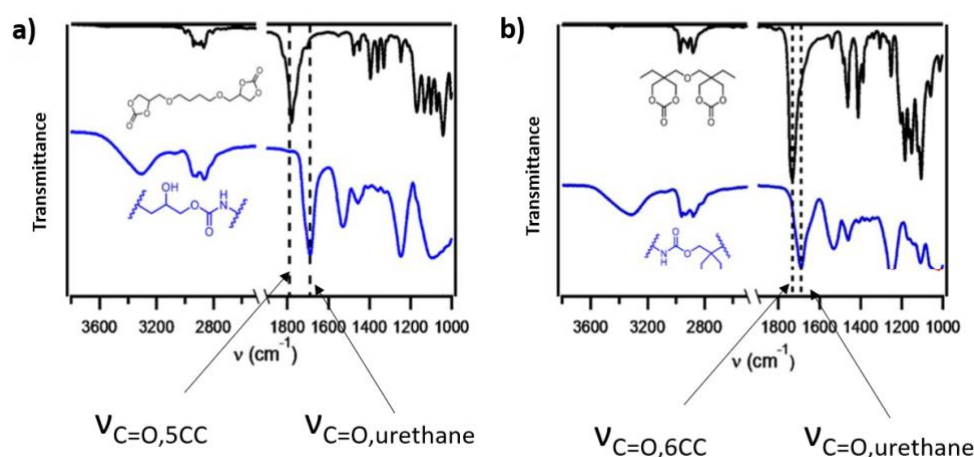 a)
b)
Transmittance
Transmittance
O
O
O
O
O
O
O
O
OH
O
O
H
N
O
O
O
O
O
O
O
H
N
O
O
3600 3200 2800 1800 1600 1400 1200 1000
ν (cm-1)
3600 3200 2800 1800 1600 1400 1200 1000
ν (cm-1)
νC=O,5CC
νC=O,urethane
νC=O,6CC
νC=O,urethane